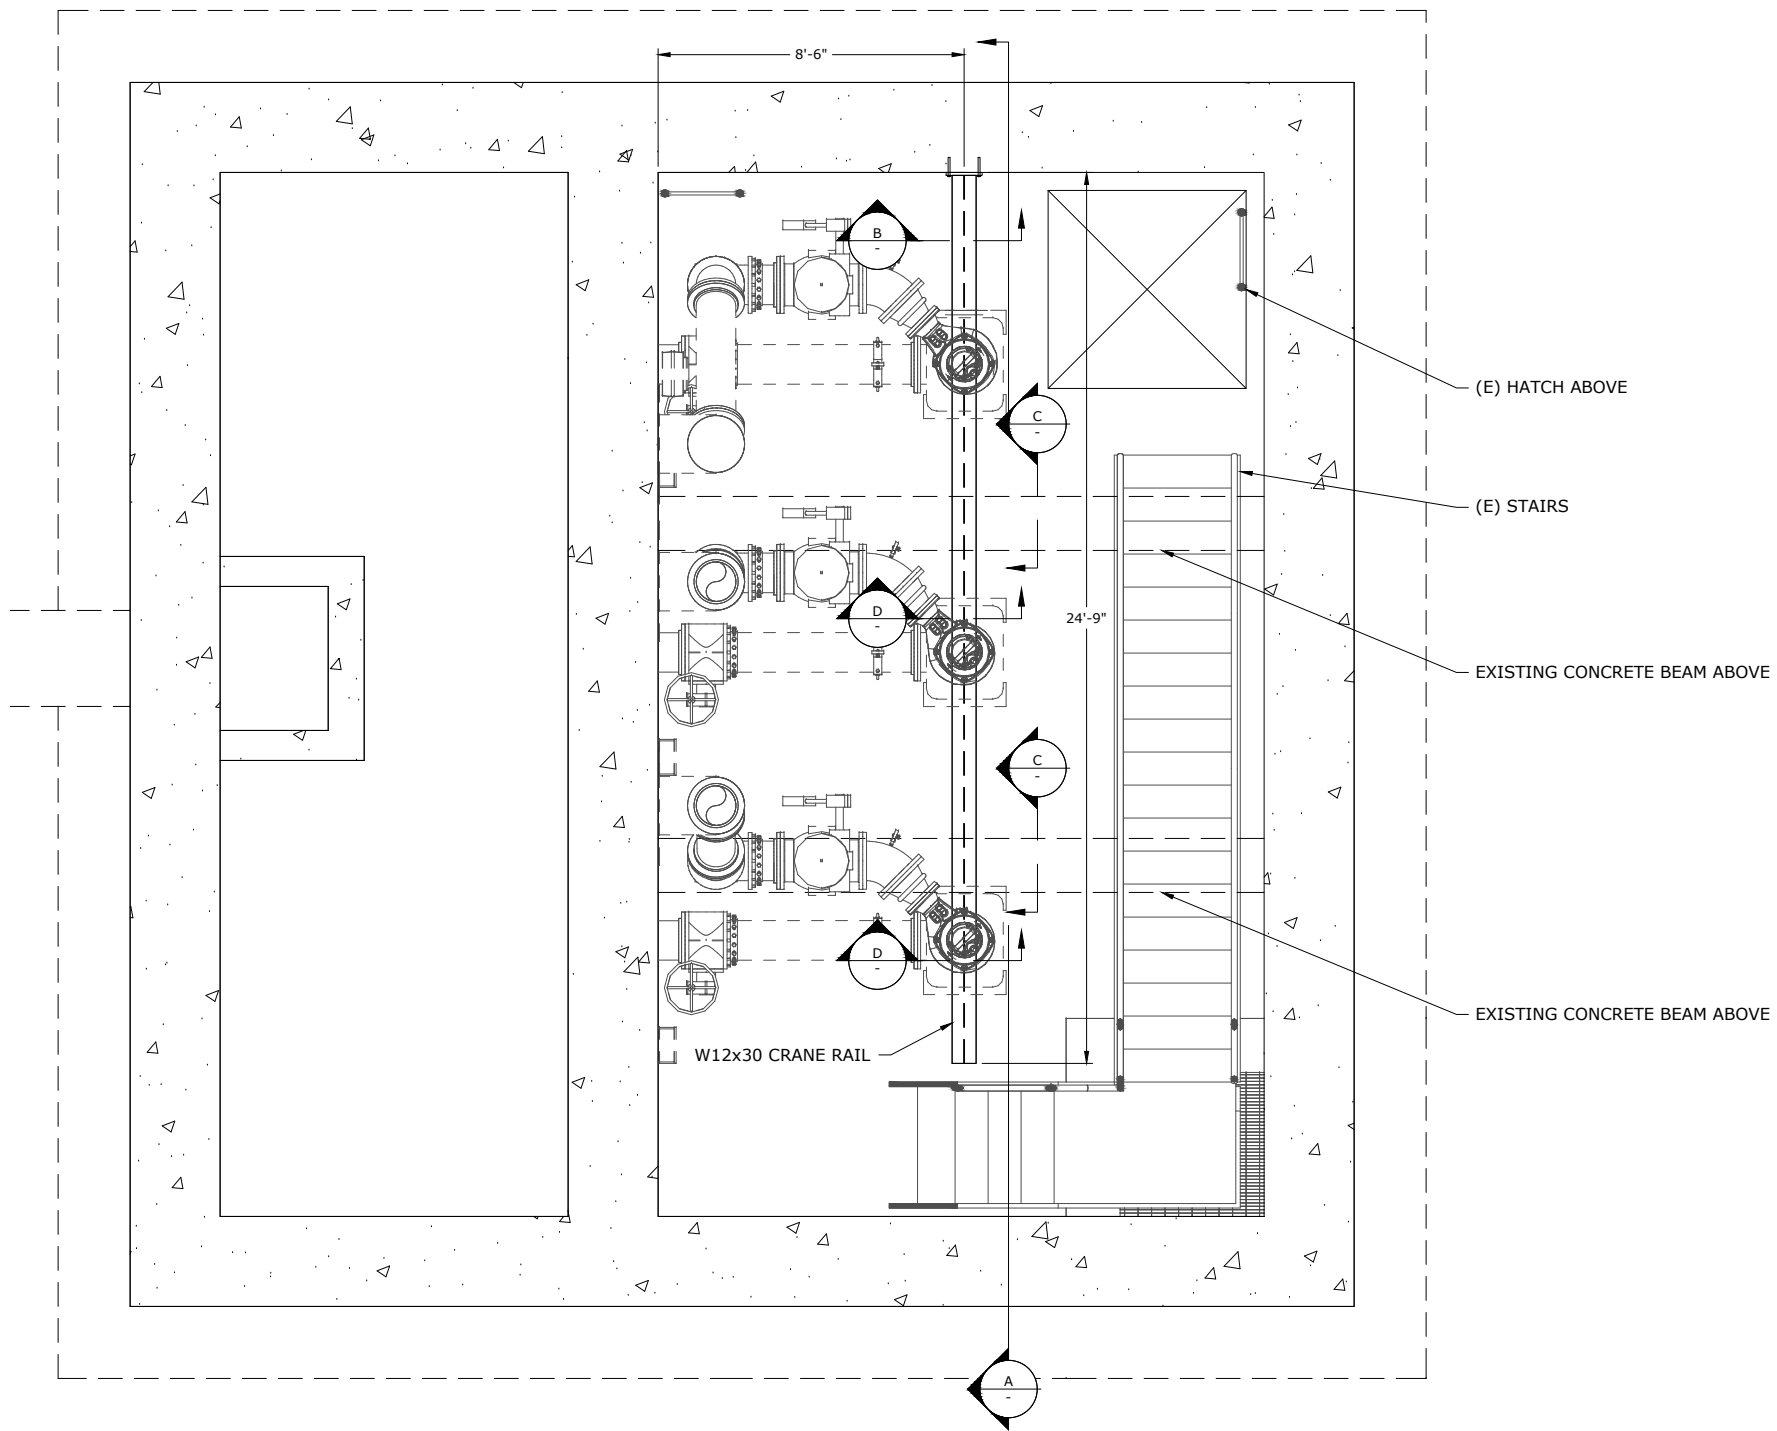 8'-6"
B
-
(E) HATCH ABOVE
C
-
(E) STAIRS
D
-
24'-9"
EXISTING CONCRETE BEAM ABOVE
C
-
D
-
EXISTING CONCRETE BEAM ABOVE
W12x30 CRANE RAIL
A
-